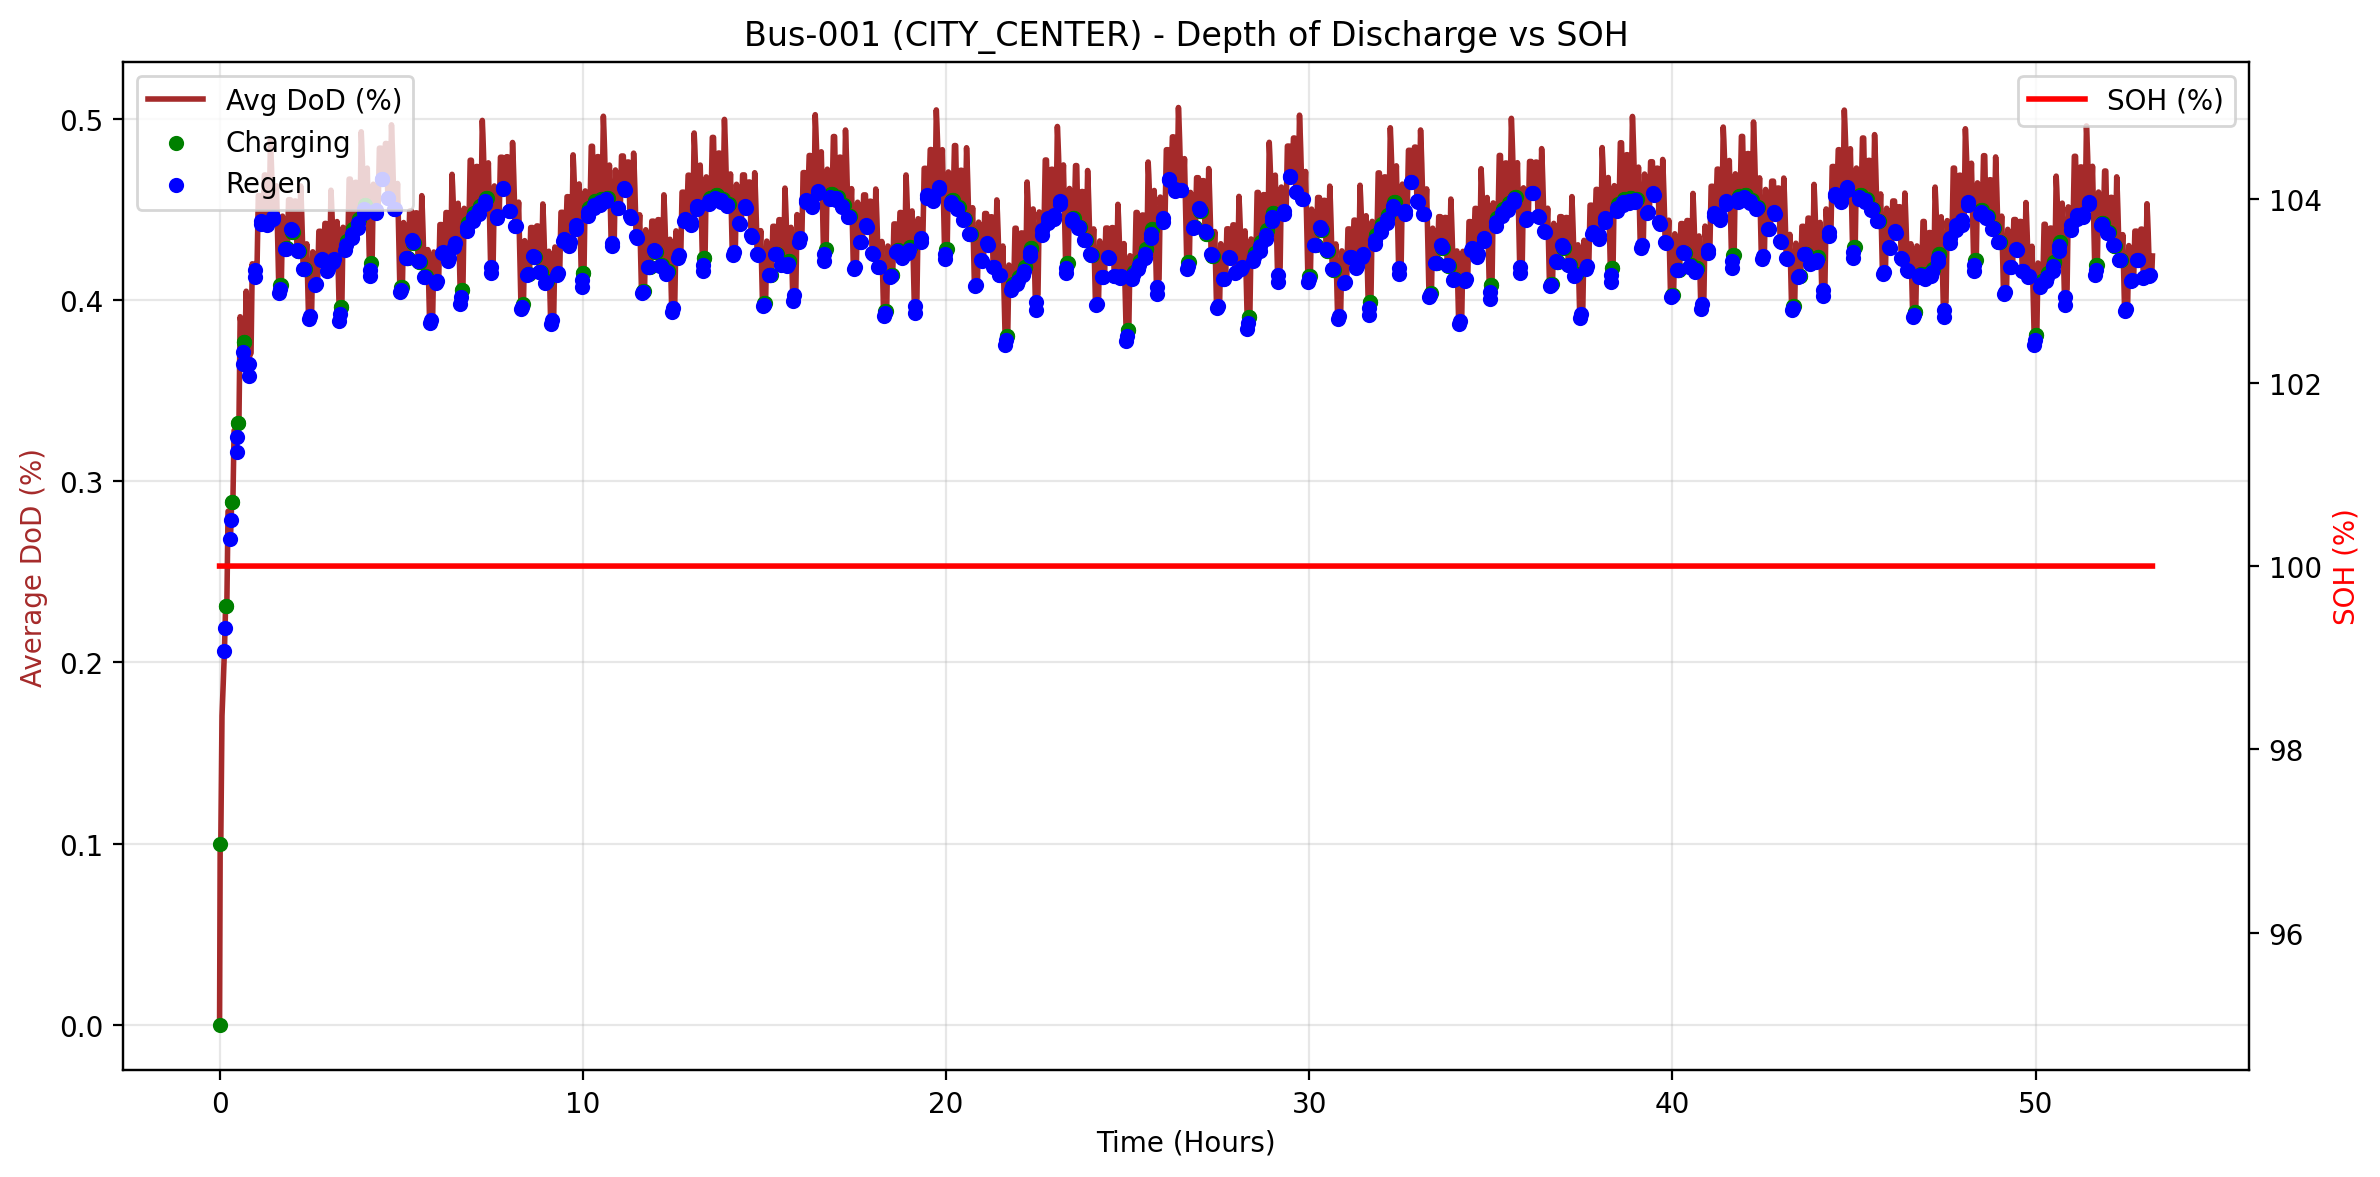 Bus-001 (CITY_CENTER) - Depth of Discharge vs SOH
Avg DoD (%)
Charging
Regen
SOH (%)
0.5
0.4
0.3
0.2
0.1
0.0
Average DoD (%)
104
102
100
98
96
SOH (%)
0 10 20 30 40 50
Time (Hours)